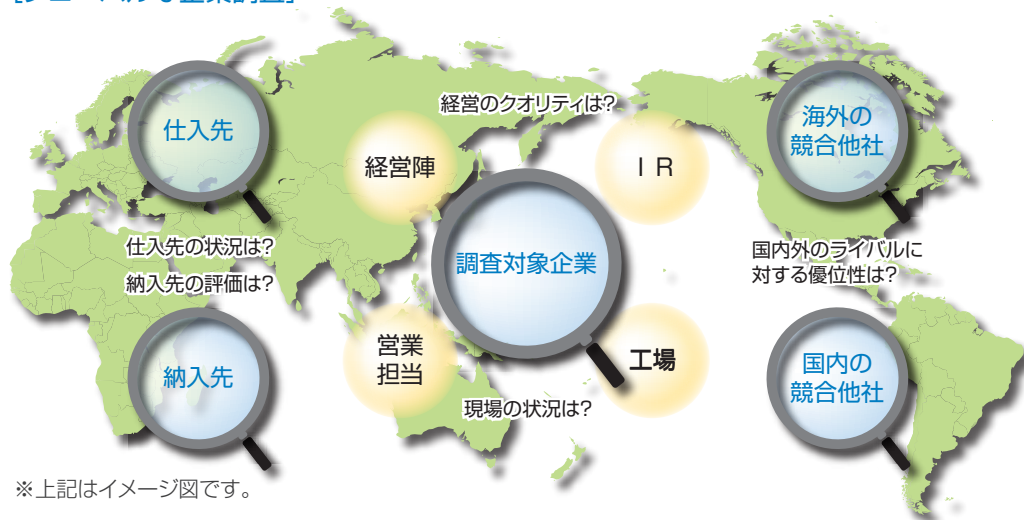 仕入先
経営のクオリティは?
海外の
競合他社
経営陣
I R
仕入先の状況は?
納入先の評価は?
調査対象企業
国内外のライバルに
対する優位性は?
納入先
営業
担当
工場
国内の
競合他社
現場の状況は?
※上記はイメージ図です。